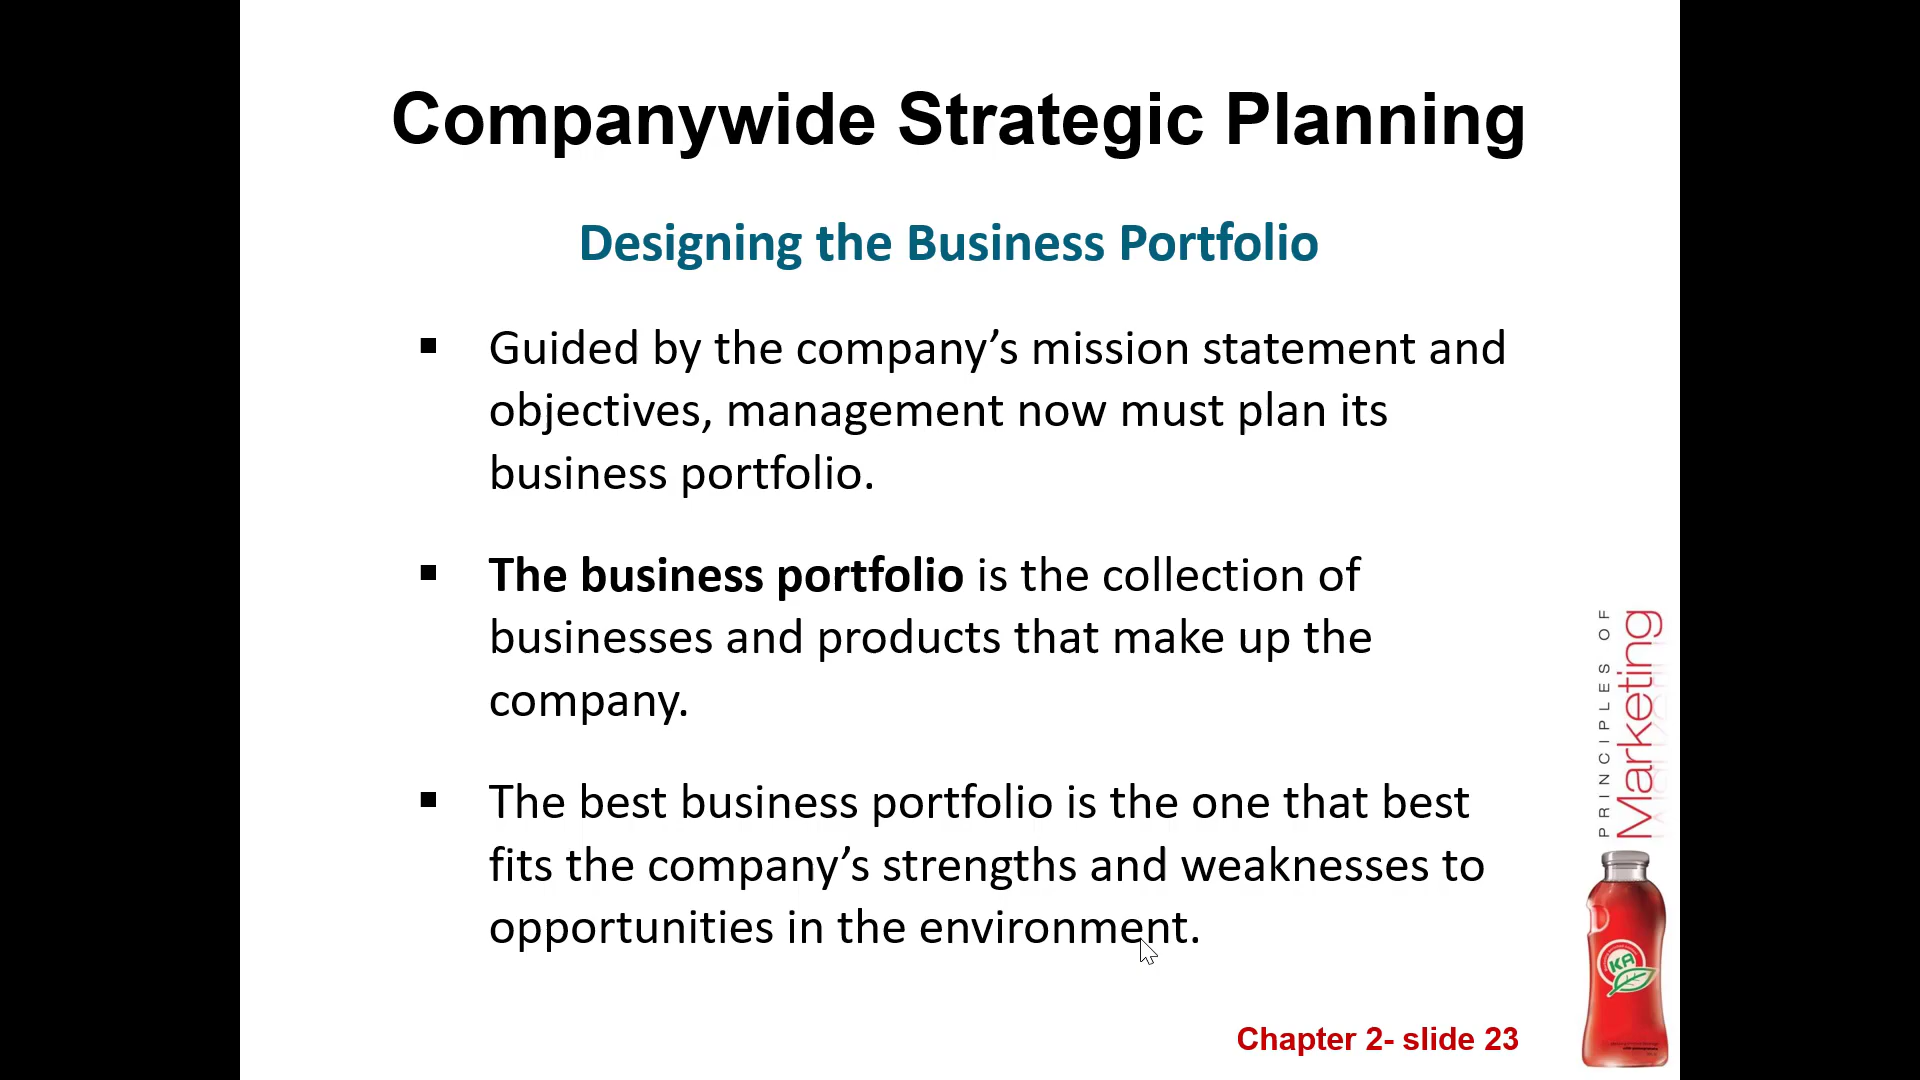 Companywide Strategic Planning
Designing the Business Portfolio
▪ Guided by the company’s mission statement and
objectives, management now must plan its
business portfolio.
▪ The business portfolio is the collection of
businesses and products that make up the
company.
▪ The best business portfolio is the one that best
fits the company’s strengths and weaknesses to
opportunities in the environment.
PRINCIPLES OF
Marketing
KA
Chapter 2- slide 23